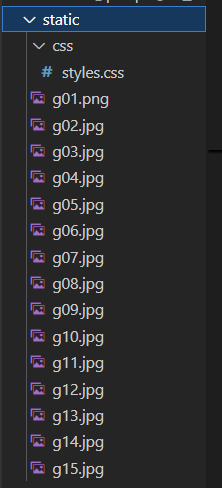 static
css
# styles.css
g01.png
g02.jpg
g03.jpg
g04.jpg
g05.jpg
g06.jpg
g07.jpg
g08.jpg
g09.jpg
g10.jpg
g11.jpg
g12.jpg
g13.jpg
g14.jpg
g15.jpg